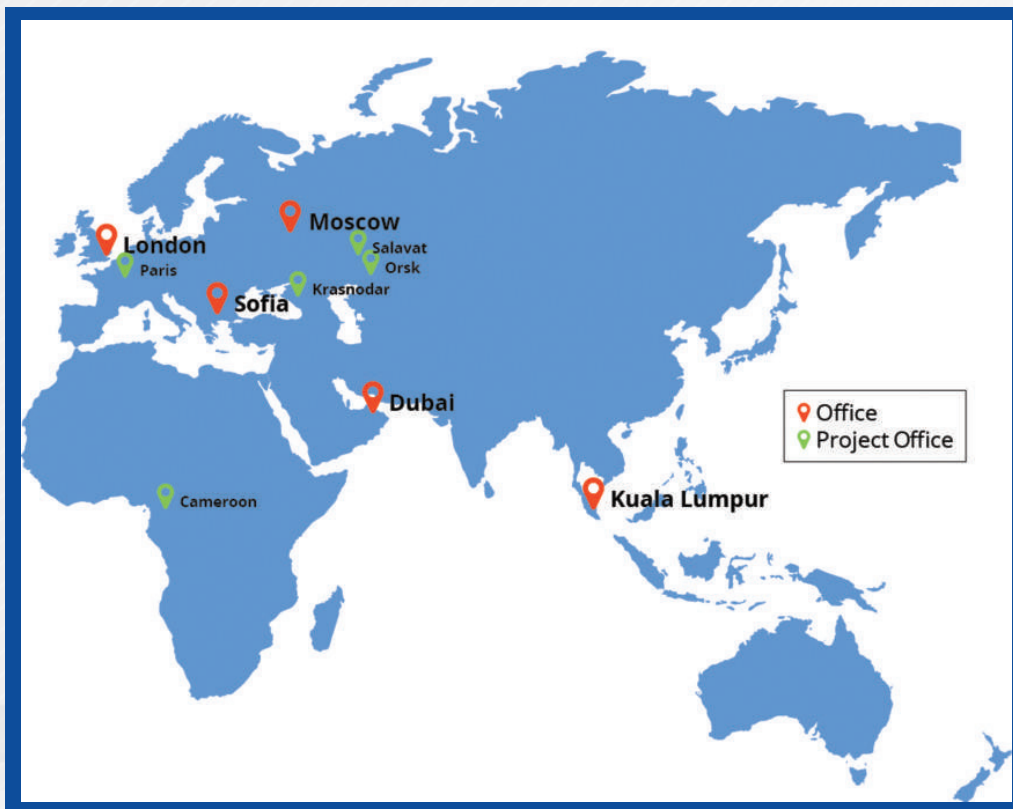 Moscow
London
Salavat
Orsk
Paris
Krasnodar
Sofia
Dubai
Office
Project Office
Cameroon
Kuala Lumpur